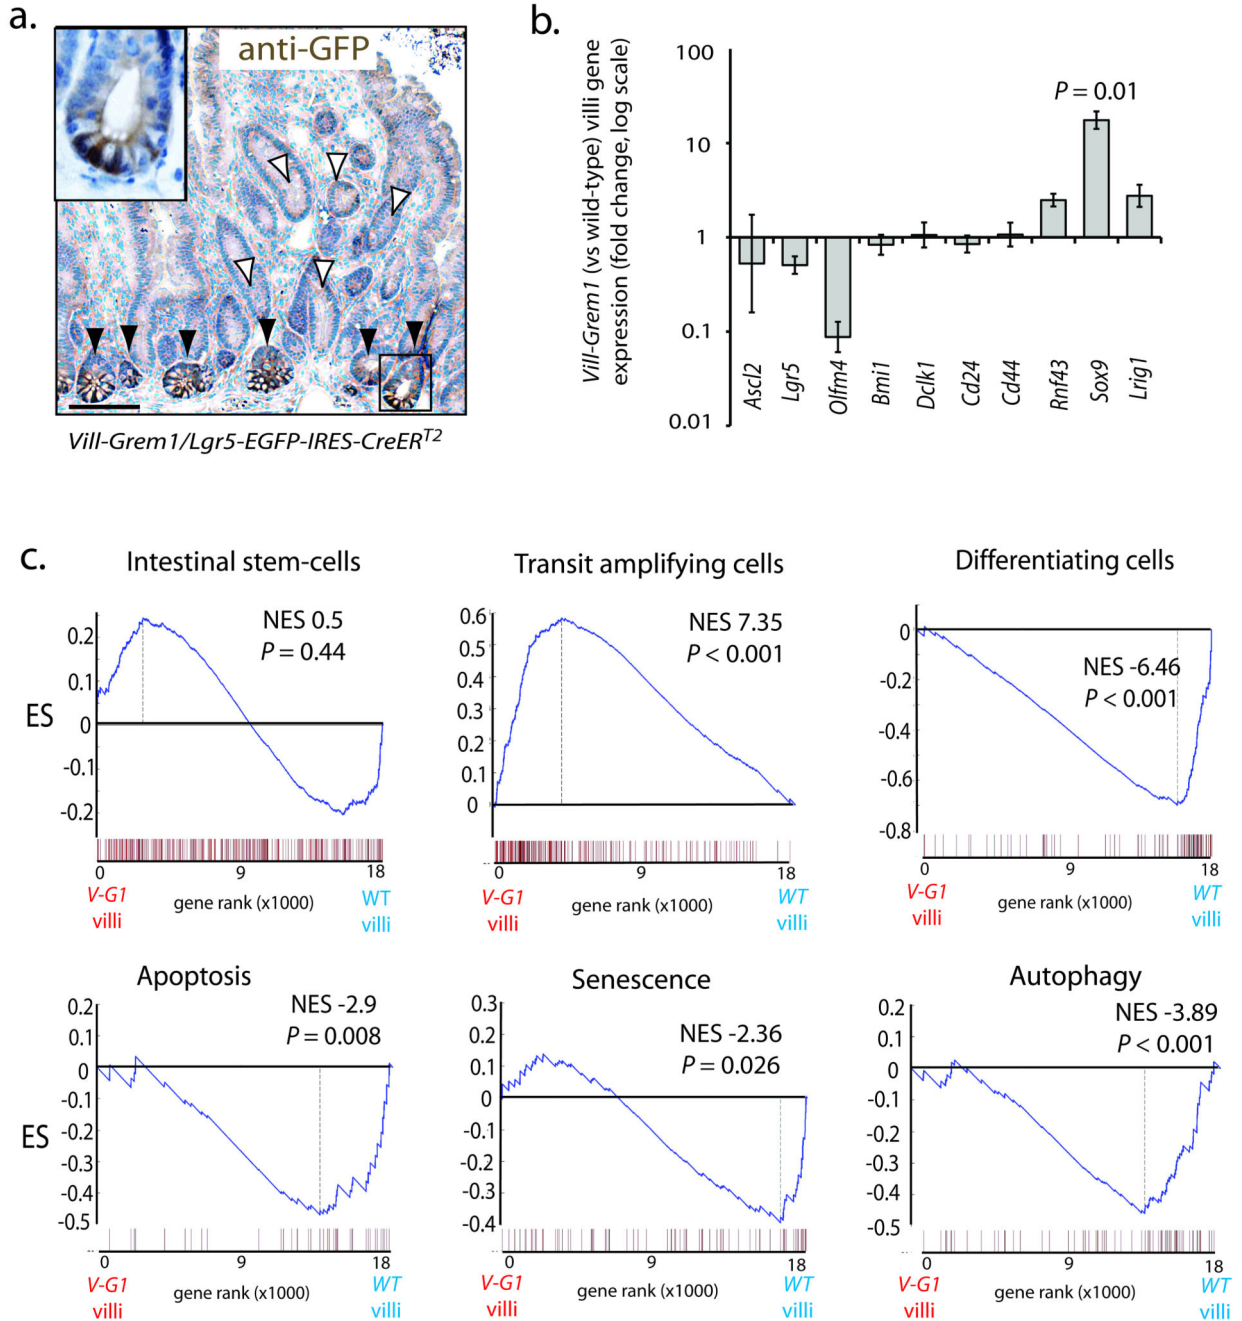 a.
anti-GFP
Vill-Grem1/Lgr5-EGFP-IRES-CreERT2
b.
Vill-Grem1 (vs wild-type) villi gene
expression (fold change, log scale)
100
10
1
0.1
0.01
P = 0.01
Ascl2
Lgr5
Olfm4
Bmi1
Dclk1
Cd24
Cd44
Rnf43
Sox9
Lrig1
c.
Intestinal stem-cells
NES 0.5
P = 0.44
ES
0.2
0.1
0
-0.1
-0.2
0 9 18
V-G1
villi
gene rank (x1000)
WT
villi
Transit amplifying cells
NES 7.35
P < 0.001
0.6
0.5
0.4
0.3
0.2
0.1
0
0 9 18
V-G1
villi
gene rank (x1000)
WT
villi
Differentiating cells
NES -6.46
P < 0.001
0
-0.2
-0.4
-0.6
-0.8
0 9 18
V-G1
villi
gene rank (x1000)
WT
villi
Apoptosis
NES -2.9
P = 0.008
ES
0.2
0.1
0
-0.1
-0.2
-0.3
-0.4
-0.5
0 9 18
V-G1
villi
gene rank (x1000)
WT
villi
Senescence
NES -2.36
P = 0.026
0.3
0.2
0.1
0
-0.1
-0.2
-0.3
-0.4
0 9 18
V-G1
villi
gene rank (x1000)
WT
villi
Autophagy
NES -3.89
P < 0.001
0.2
0.1
0
-0.1
-0.2
-0.3
-0.4
-0.5
0 9 18
V-G1
villi
gene rank (x1000)
WT
villi